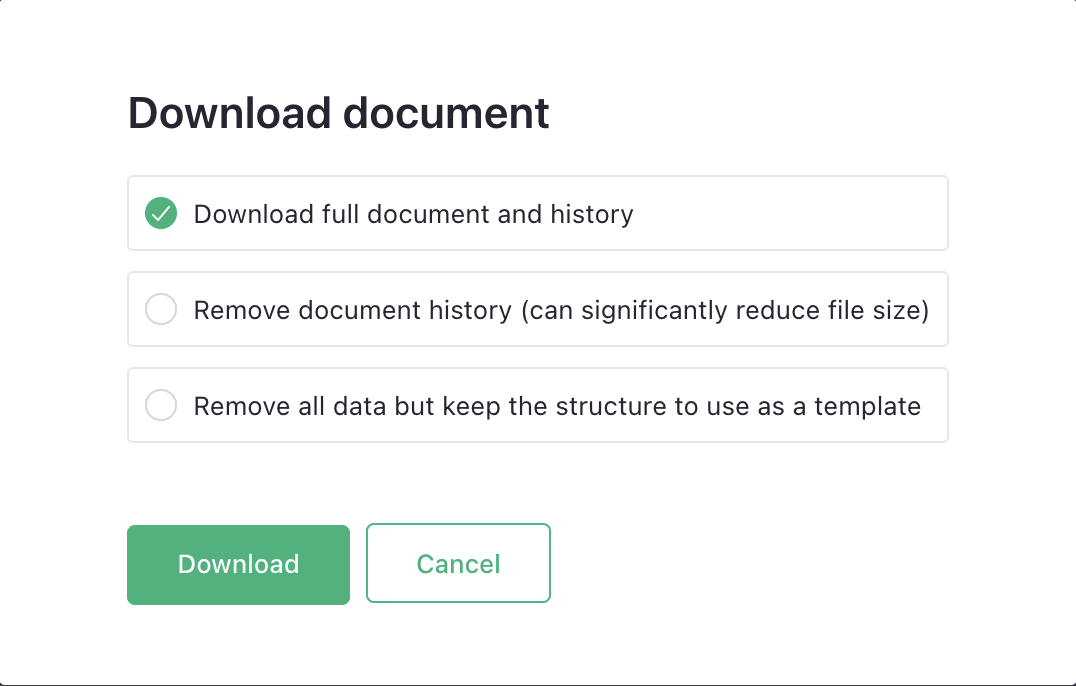 Download document
Download full document and history
Remove document history (can significantly reduce file size)
Remove all data but keep the structure to use as a template
Download
Cancel